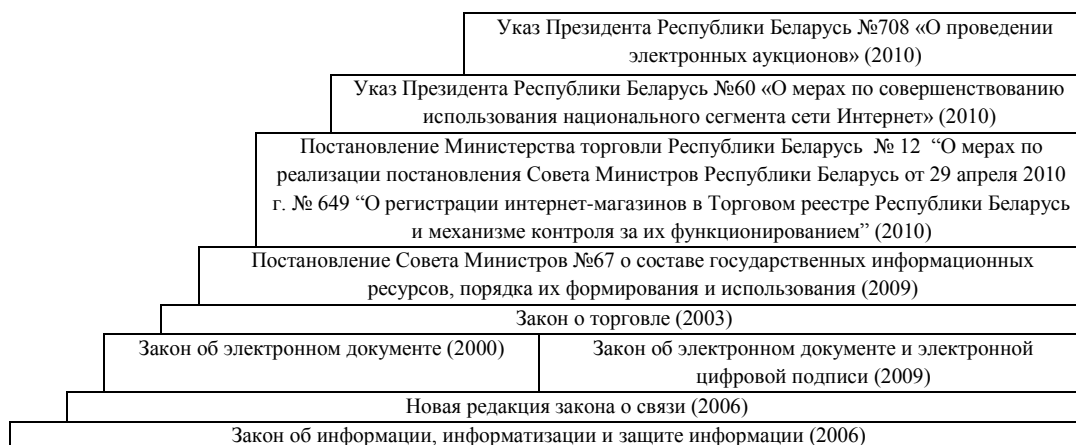 Указ Президента Республики Беларусь №708 «О проведении
электронных аукционов» (2010)
Указ Президента Республики Беларусь №60 «О мерах по совершенствованию
использования национального сегмента сети Интернет» (2010)
Постановление Министерства торговли Республики Беларусь № 12 “О мерах по
реализации постановления Совета Министров Республики Беларусь от 29 апреля 2010
г. № 649 “О регистрации интернет-магазинов в Торговом реестре Республики Беларусь
и механизме контроля за их функционированием” (2010)
Постановление Совета Министров №67 о составе государственных информационных
ресурсов, порядка их формирования и использования (2009)
Закон о торговле (2003)
Закон об электронном документе (2000)
Закон об электронном документе и электронной
цифровой подписи (2009)
Новая редакция закона о связи (2006)
Закон об информации, информатизации и защите информации (2006)